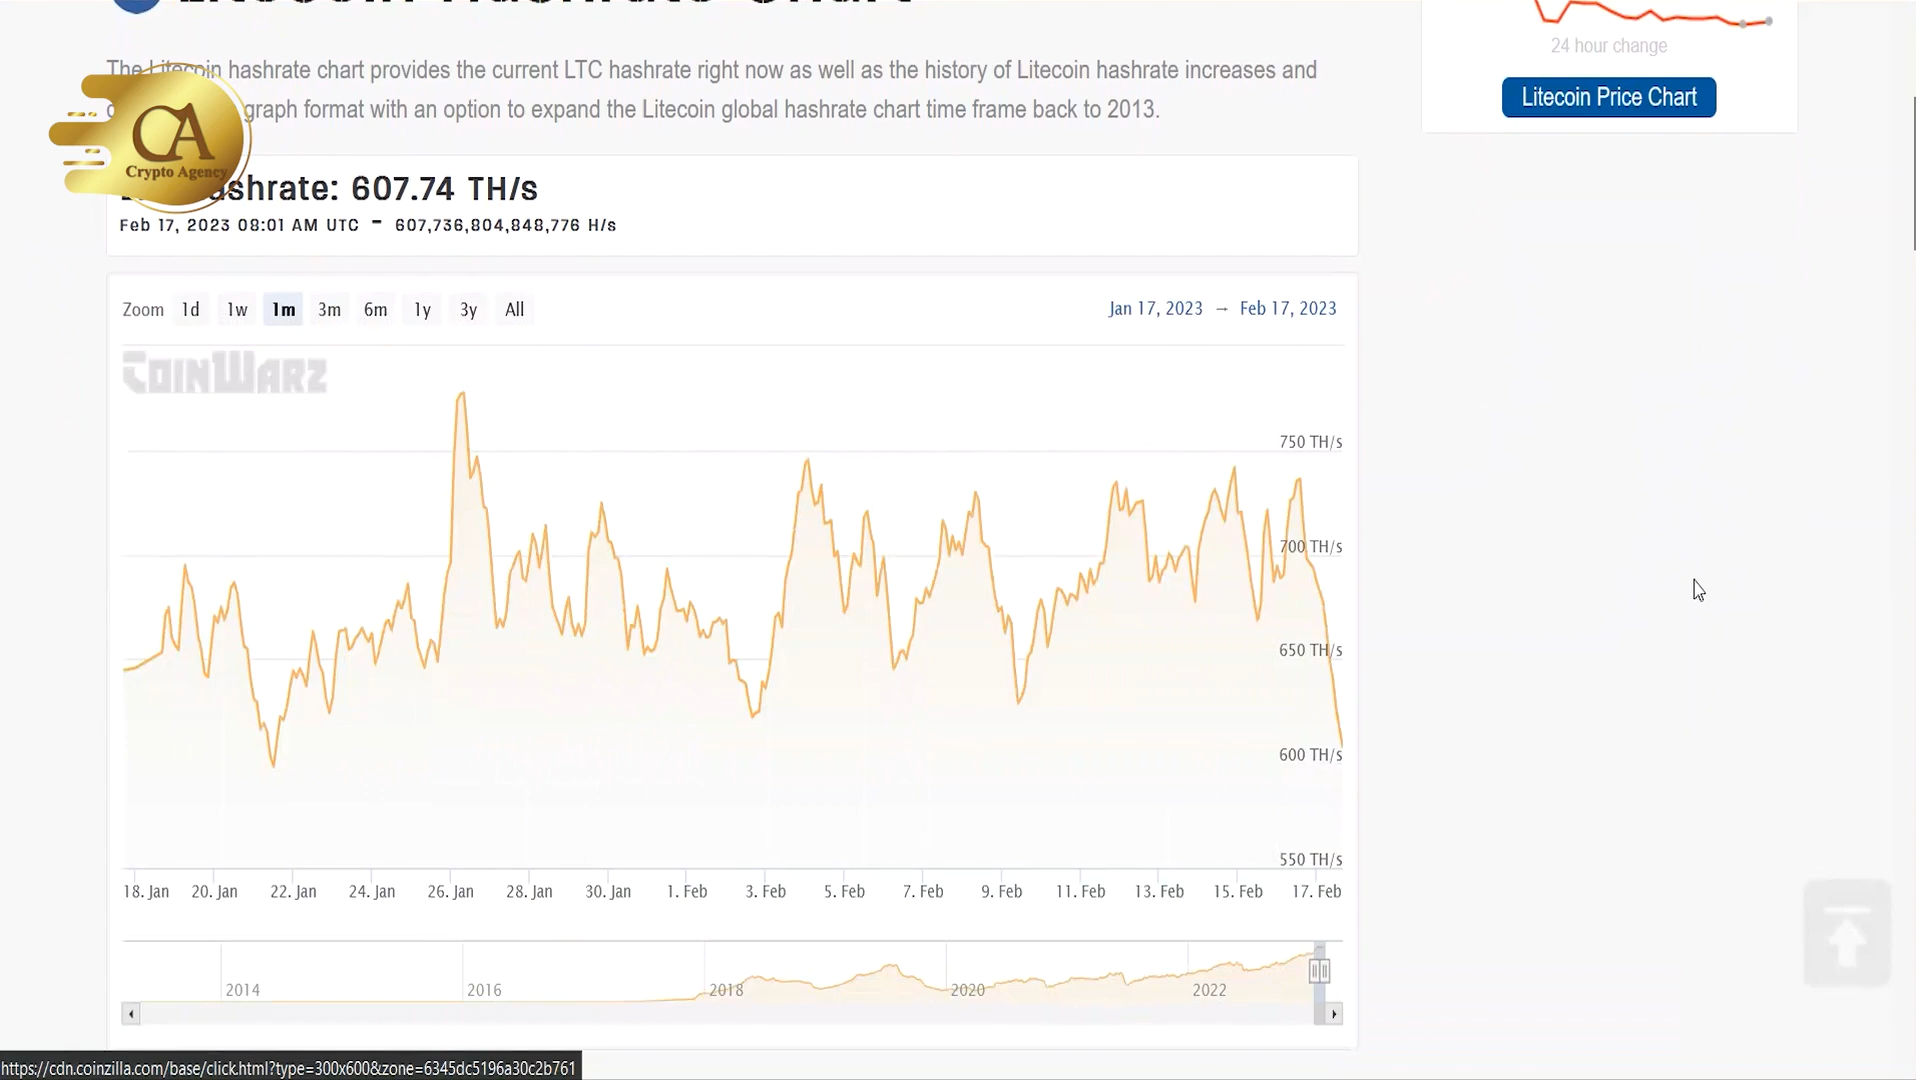 Litecoin Hashrate Chart
The Litecoin hashrate chart provides the current LTC hashrate right now as well as the history of Litecoin hashrate increases and
graph format with an option to expand the Litecoin global hashrate chart time frame back to 2013.
CA
Crypto Agency
ashrate: 607.74 TH/s
Feb 17, 2023 08:01 AM UTC - 607,736,804,848,776 H/s
24 hour change
Litecoin Price Chart
Zoom 1d 1w 1m 3m 6m 1y 3y All
Jan 17, 2023 → Feb 17, 2023
CoinWarz
750 TH/s
700 TH/s
650 TH/s
600 TH/s
550 TH/s
18. Jan 20. Jan 22. Jan 24. Jan 26. Jan 28. Jan 30. Jan 1. Feb 3. Feb 5. Feb 7. Feb 9. Feb 11. Feb 13. Feb 15. Feb 17. Feb
2014 2016 2018 2020 2022
https://cdn.coinzilla.com/base/click.html?type=300x600&zone=6345dc5196a30c2b761